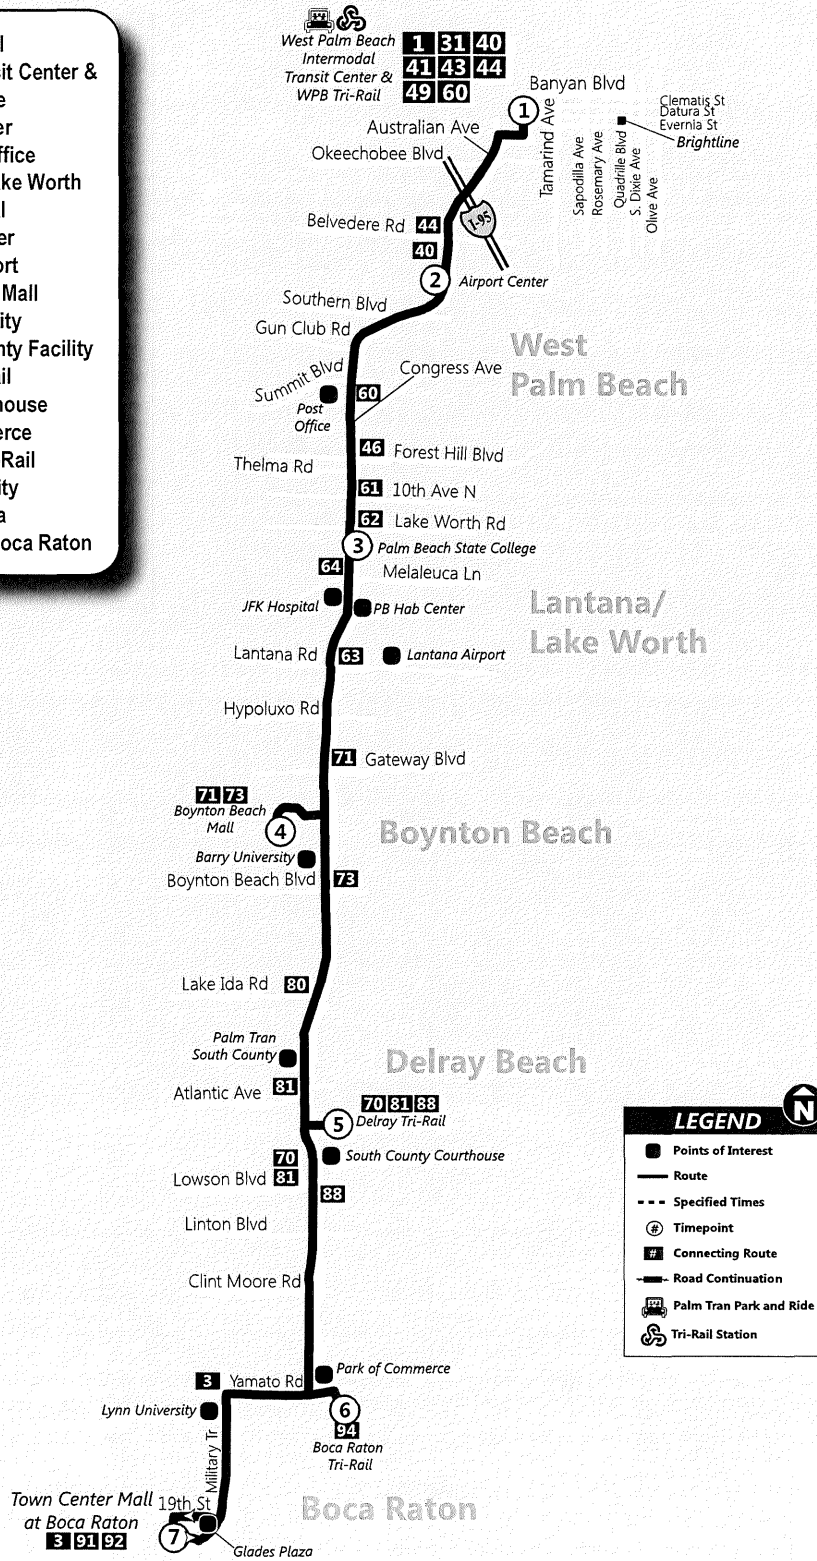 sit Center &
ffice
ake Worth
Mall
nty Facility
Rail
oca Raton
West Palm Beach
Intermodal
Transit Center &
WPB Tri-Rail
1 31 40
41 43 44
49 60
Banyan Blvd
1
Australian Ave
Tamarind Ave
Okeechobee Blvd
Sapodilla Ave
Rosemary Ave
Quadrille Blvd
S. Dixie Ave
Olive Ave
Clematis St
Datura St
Evernia St
Brightline
I-95
Belvedere Rd 44
40
2 Airport Center
Southern Blvd
Gun Club Rd
West
Palm Beach
Summit Blvd
Congress Ave
60
Post
Office
46 Forest Hill Blvd
Thelma Rd
61 10th Ave N
62 Lake Worth Rd
3 Palm Beach State College
64 Melaleuca Ln
JFK Hospital
PB Hab Center
Lantana/
Lake Worth
Lantana Rd 63
Lantana Airport
Hypoluxo Rd
71 Gateway Blvd
71 73
Boynton Beach
Mall
4
Boynton Beach
Barry University
Boynton Beach Blvd 73
Lake Ida Rd 80
Palm Tran
South County
Delray Beach
Atlantic Ave 81
70 81 88
5 Delray Tri-Rail
70
South County Courthouse
Lowson Blvd 81
88
Linton Blvd
Clint Moore Rd
LEGEND
N
Points of Interest
Route
Specified Times
# Timepoint
# Connecting Route
Road Continuation
Palm Tran Park and Ride
Tri-Rail Station
Park of Commerce
3 Yamato Rd
Lynn University
6
94
Boca Raton
Tri-Rail
Military Tr
Boca Raton
Town Center Mall
at Boca Raton
3 91 92
19th St
7
Glades Plaza